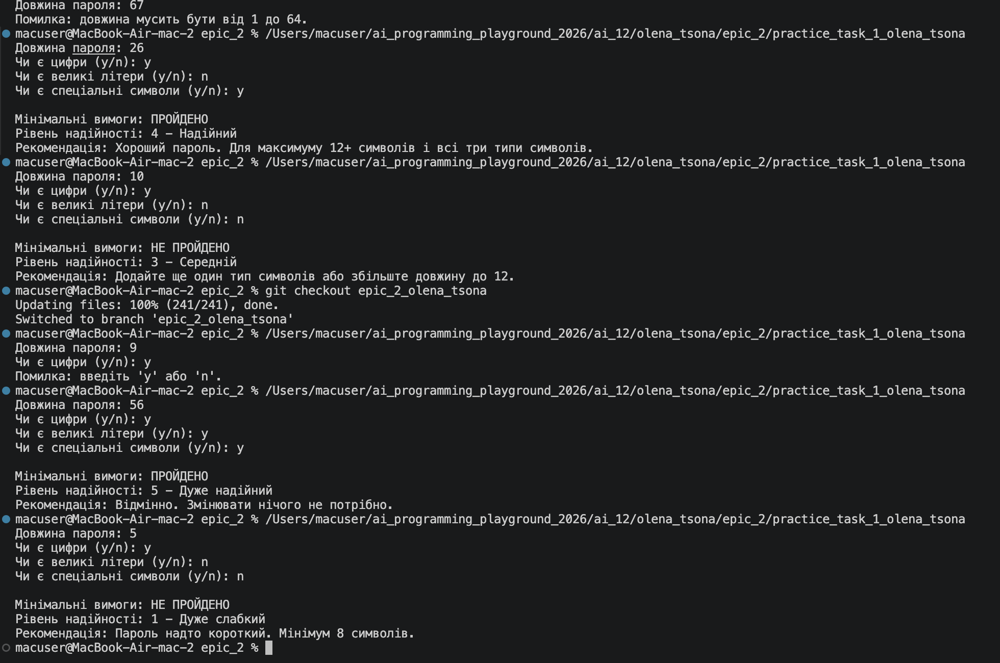 Довжина пароля: 67
Помилка: довжина мусить бути від 1 до 64.
macuser@MacBook-Air-mac-2 epic_2 % /Users/macuser/ai_programming_playground_2026/ai_12/olena_tsona/epic_2/practice_task_1_olena_tsona
Довжина пароля: 26
Чи є цифри (y/n): y
Чи є великі літери (y/n): n
Чи є спеціальні символи (y/n): y
Мінімальні вимоги: ПРОЙДЕНО
Рівень надійності: 4 – Надійний
Рекомендація: Хороший пароль. Для максимуму 12+ символів і всі три типи символів.
macuser@MacBook-Air-mac-2 epic_2 % /Users/macuser/ai_programming_playground_2026/ai_12/olena_tsona/epic_2/practice_task_1_olena_tsona
Довжина пароля: 10
Чи є цифри (y/n): y
Чи є великі літери (y/n): n
Чи є спеціальні символи (y/n): n
Мінімальні вимоги: НЕ ПРОЙДЕНО
Рівень надійності: 3 – Середній
Рекомендація: Додайте ще один тип символів або збільште довжину до 12.
macuser@MacBook-Air-mac-2 epic_2 % git checkout epic_2_olena_tsona
Updating files: 100% (241/241), done.
Switched to branch 'epic_2_olena_tsona'
macuser@MacBook-Air-mac-2 epic_2 % /Users/macuser/ai_programming_playground_2026/ai_12/olena_tsona/epic_2/practice_task_1_olena_tsona
Довжина пароля: 9
Чи є цифри (y/n): y
Помилка: введіть 'y' або 'n'.
macuser@MacBook-Air-mac-2 epic_2 % /Users/macuser/ai_programming_playground_2026/ai_12/olena_tsona/epic_2/practice_task_1_olena_tsona
Довжина пароля: 56
Чи є цифри (y/n): y
Чи є великі літери (y/n): y
Чи є спеціальні символи (y/n): y
Мінімальні вимоги: ПРОЙДЕНО
Рівень надійності: 5 – Дуже надійний
Рекомендація: Відмінно. Змінювати нічого не потрібно.
macuser@MacBook-Air-mac-2 epic_2 % /Users/macuser/ai_programming_playground_2026/ai_12/olena_tsona/epic_2/practice_task_1_olena_tsona
Довжина пароля: 5
Чи є цифри (y/n): y
Чи є великі літери (y/n): n
Чи є спеціальні символи (y/n): n
Мінімальні вимоги: НЕ ПРОЙДЕНО
Рівень надійності: 1 – Дуже слабкий
Рекомендація: Пароль надто короткий. Мінімум 8 символів.
macuser@MacBook-Air-mac-2 epic_2 %